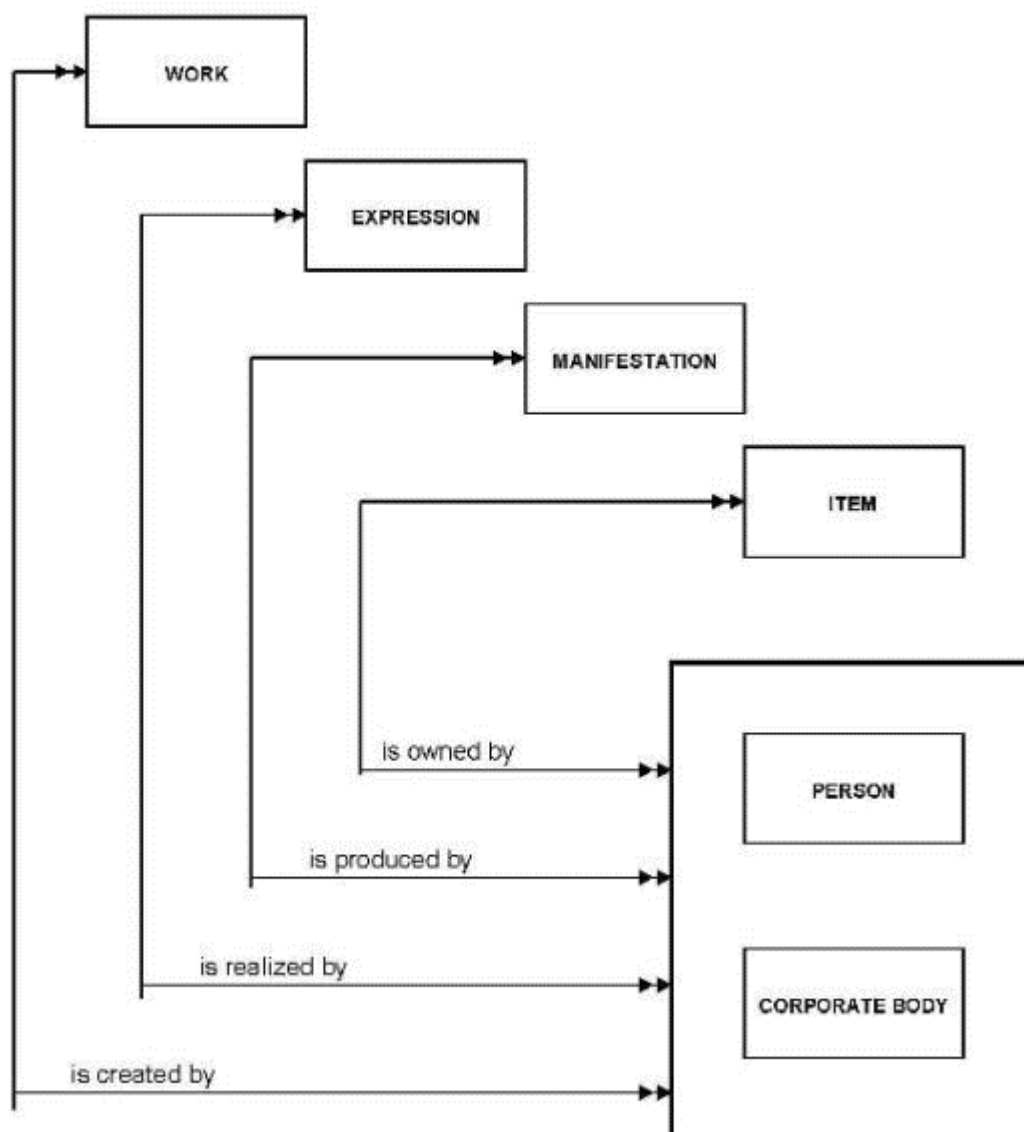 WORK
EXPRESSION
MANIFESTATION
ITEM
is owned by
PERSON
is produced by
is realized by
CORPORATE BODY
is created by